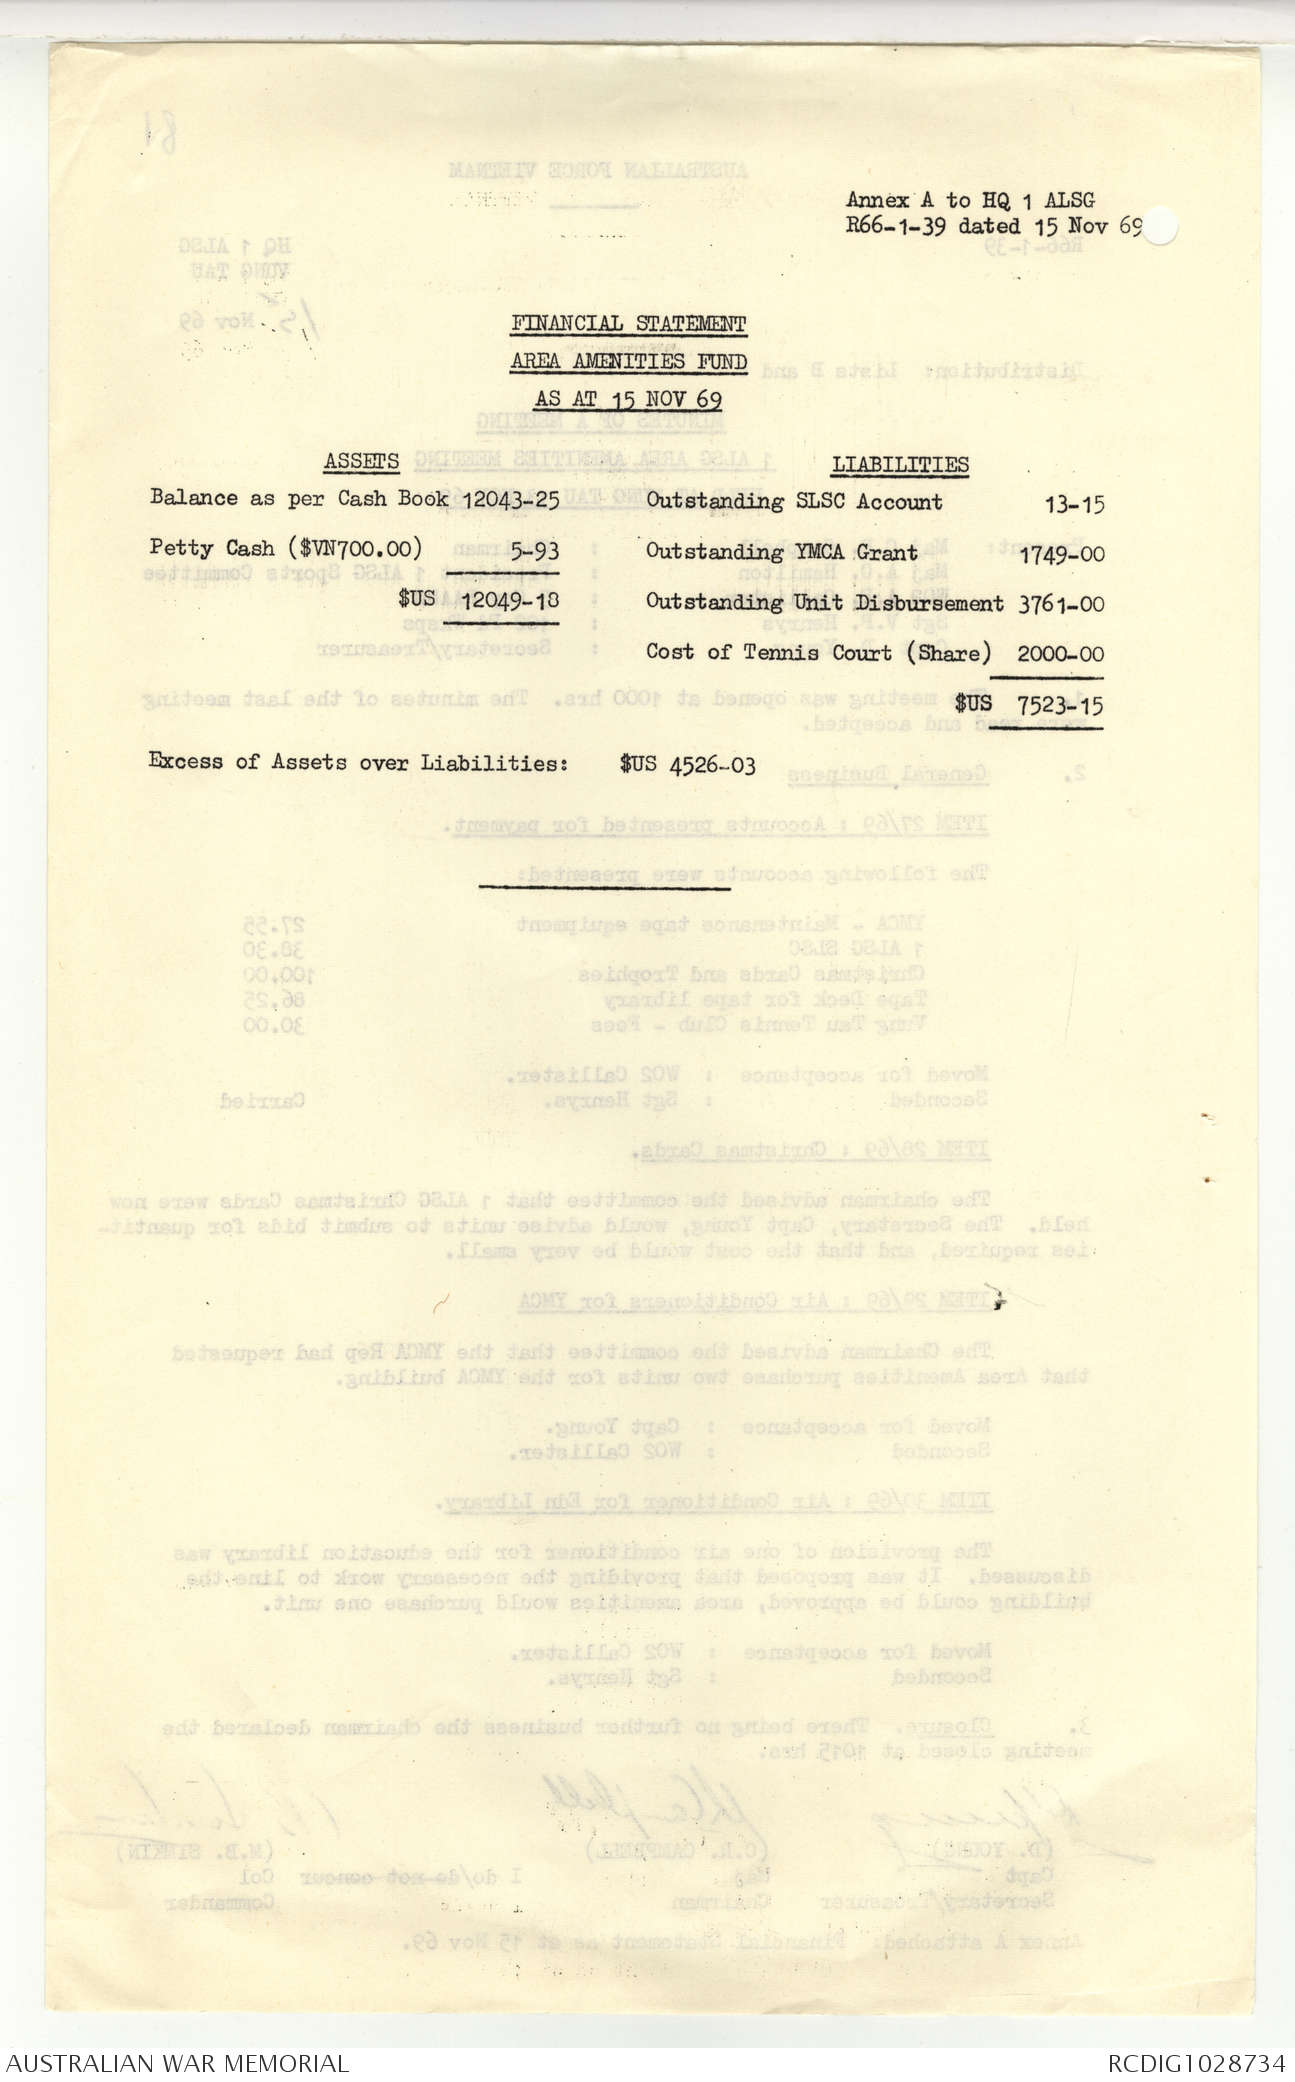 Annex A to HQ 1 ALSG
R66-1-39 dated 15 Nov 69
FINANCIAL STATEMENT
AREA AMENITIES FUND
AS AT 15 NOV 69
ASSETS
Balance as per Cash Book 12043-25
Petty Cash ($VN700.00) 5-93
$US 12049-18
LIABILITIES
Outstanding SLSC Account 13-15
Outstanding YMCA Grant 1749-00
Outstanding Unit Disbursement 3761-00
Cost of Tennis Court (Share) 2000-00
$US 7523-15
Excess of Assets over Liabilities: $US 4526-03
AUSTRALIAN WAR MEMORIAL
RCDIG1028734